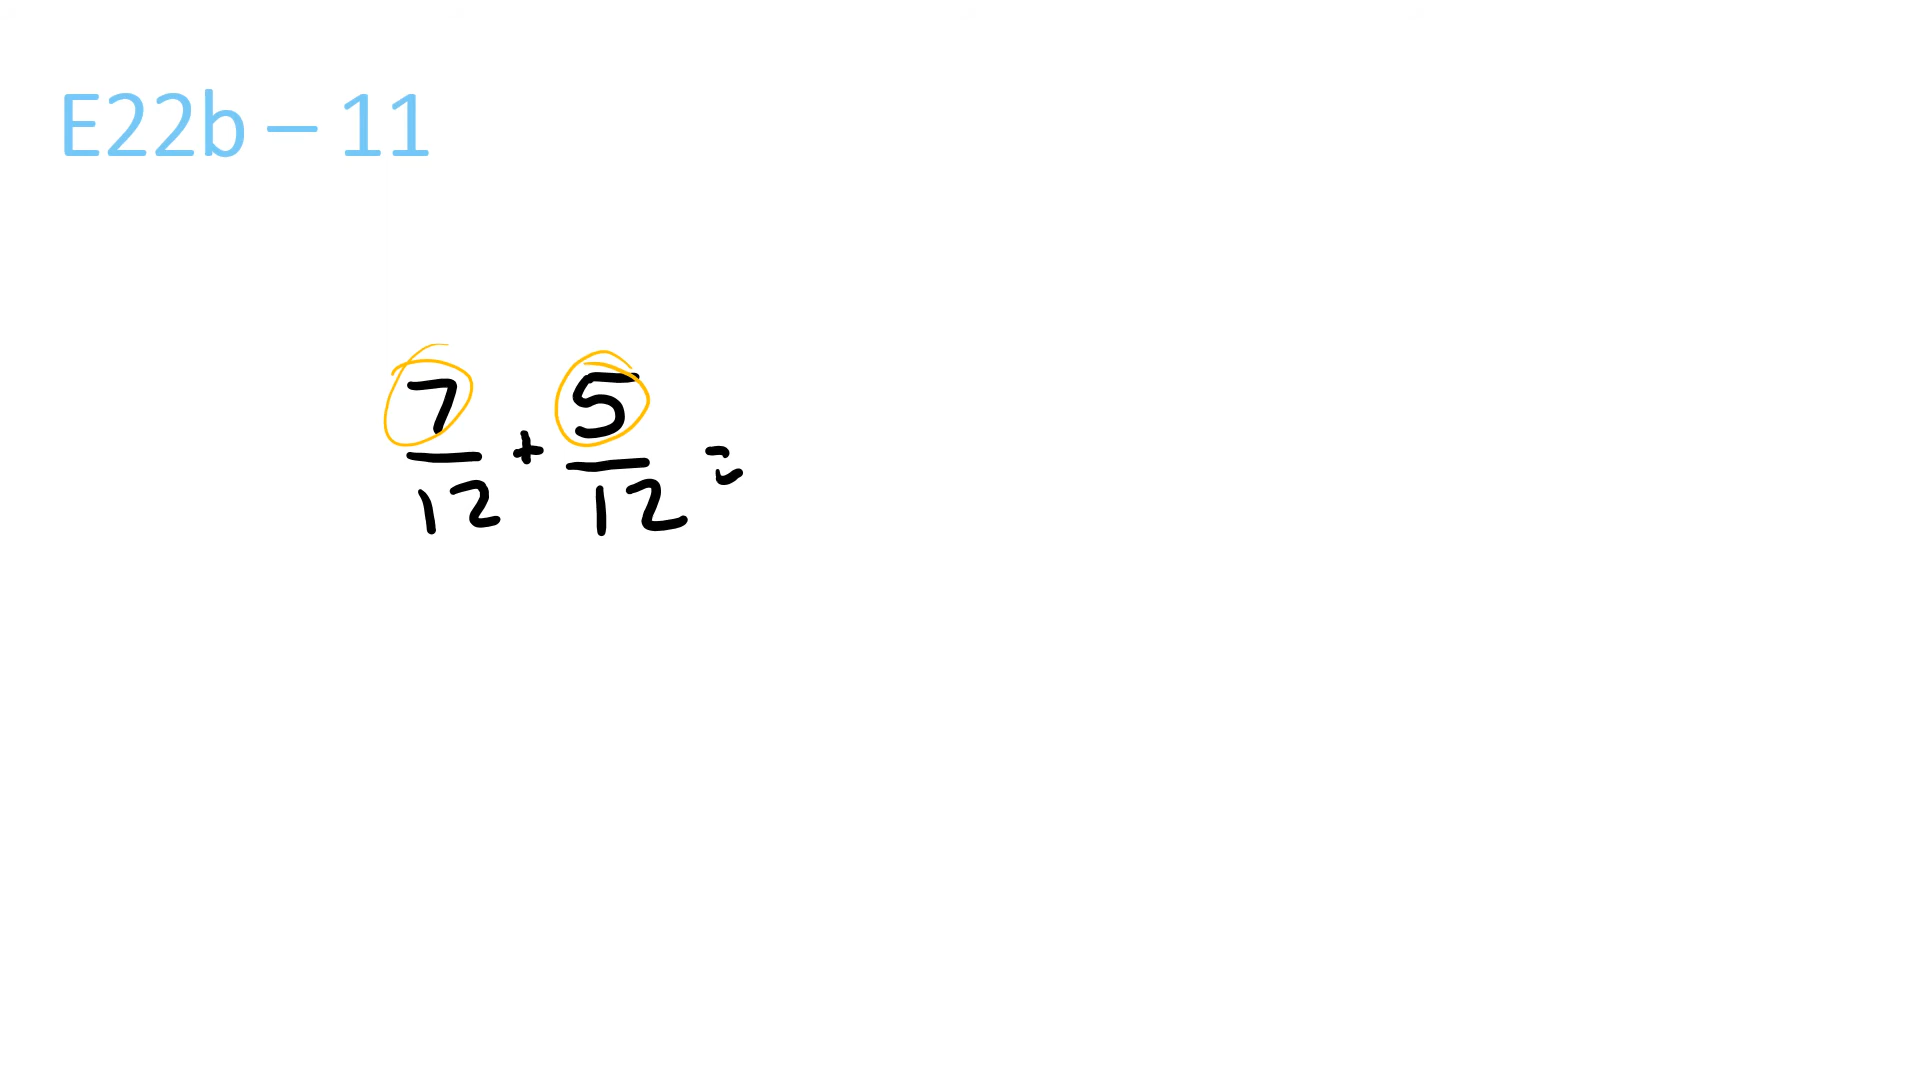 E22b – 11
7/12 + 5/12 =